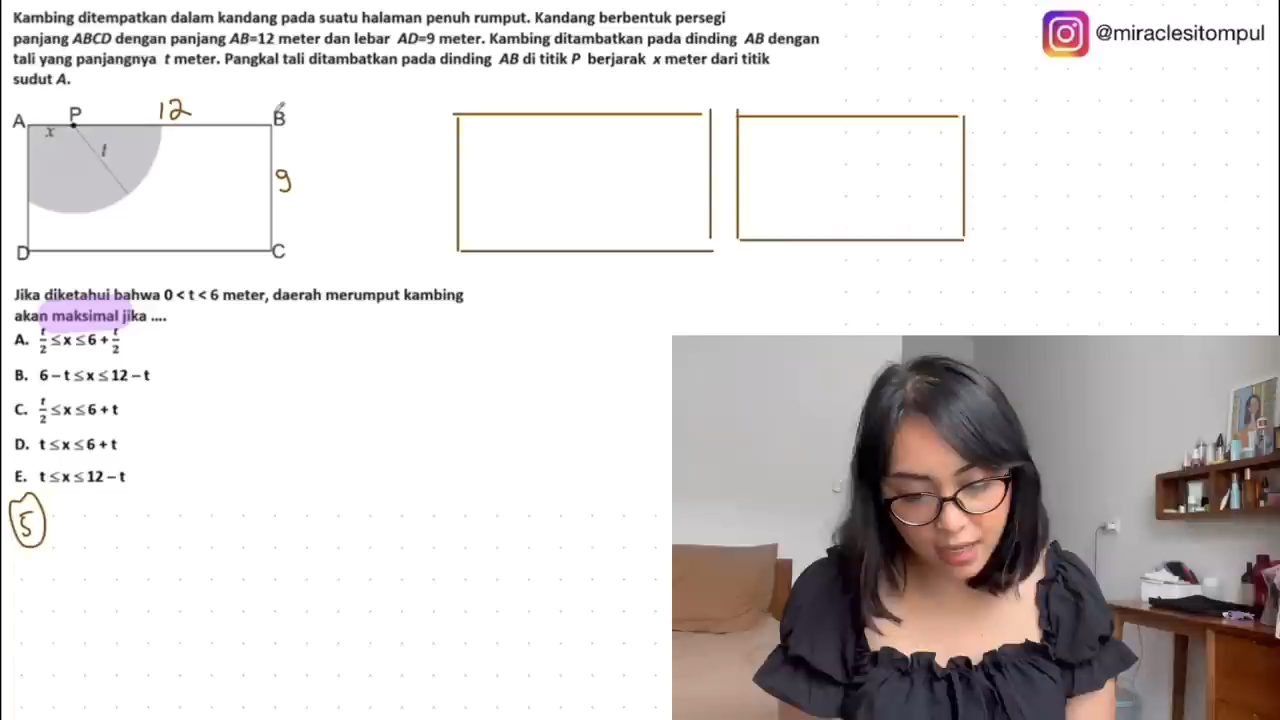 Kambing ditempatkan dalam kandang pada suatu halaman penuh rumput. Kandang berbentuk persegi
panjang ABCD dengan panjang AB=12 meter dan lebar AD=9 meter. Kambing ditambatkan pada dinding AB dengan
tali yang panjangnya t meter. Pangkal tali ditambatkan pada dinding AB di titik P berjarak x meter dari titik
sudut A.
@miraclesitompul
A P 12 B
x t
9
D C
Jika diketahui bahwa 0 < t < 6 meter, daerah merumput kambing
akan maksimal jika ....
A. t/2 ≤ x ≤ 6 + t/2
B. 6 – t ≤ x ≤ 12 – t
C. t/2 ≤ x ≤ 6 + t
D. t ≤ x ≤ 6 + t
E. t ≤ x ≤ 12 – t
5